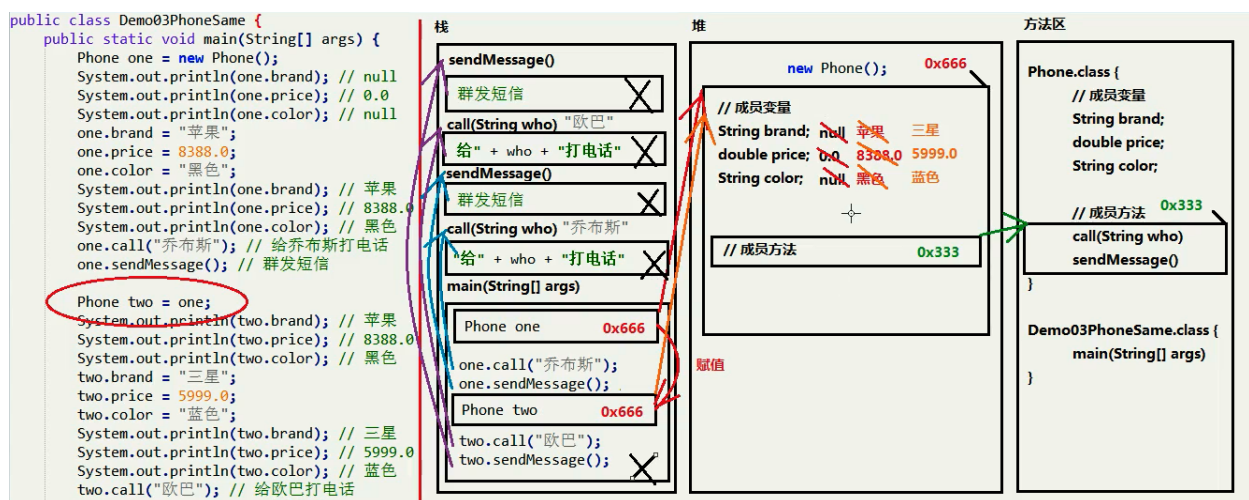 public class Demo03PhoneSame {
public static void main(String[] args) {
Phone one = new Phone();
System.out.println(one.brand); // null
System.out.println(one.price); // 0.0
System.out.println(one.color); // null
one.brand = "苹果";
one.price = 8388.0;
one.color = "黑色";
System.out.println(one.brand); // 苹果
System.out.println(one.price); // 8388.0
System.out.println(one.color); // 黑色
one.call("乔布斯"); // 给乔布斯打电话
one.sendMessage(); // 群发短信
Phone two = one;
System.out.println(two.brand); // 苹果
System.out.println(two.price); // 8388.0
System.out.println(two.color); // 黑色
two.brand = "三星";
two.price = 5999.0;
two.color = "蓝色";
System.out.println(two.brand); // 三星
System.out.println(two.price); // 5999.0
System.out.println(two.color); // 蓝色
two.call("欧巴"); // 给欧巴打电话
栈
sendMessage()
群发短信
call(String who) "欧巴"
"给" + who + "打电话"
sendMessage()
群发短信
call(String who) "乔布斯"
"给" + who + "打电话"
main(String[] args)
Phone one 0x666
one.call("乔布斯");
one.sendMessage();
Phone two 0x666
two.call("欧巴");
two.sendMessage();
赋值
堆
new Phone(); 0x666
// 成员变量
String brand; null 苹果 三星
double price; 0.0 8388.0 5999.0
String color; null 黑色 蓝色
// 成员方法 0x333
方法区
Phone.class {
// 成员变量
String brand;
double price;
String color;
// 成员方法 0x333
call(String who)
sendMessage()
}
Demo03PhoneSame.class {
main(String[] args)
}